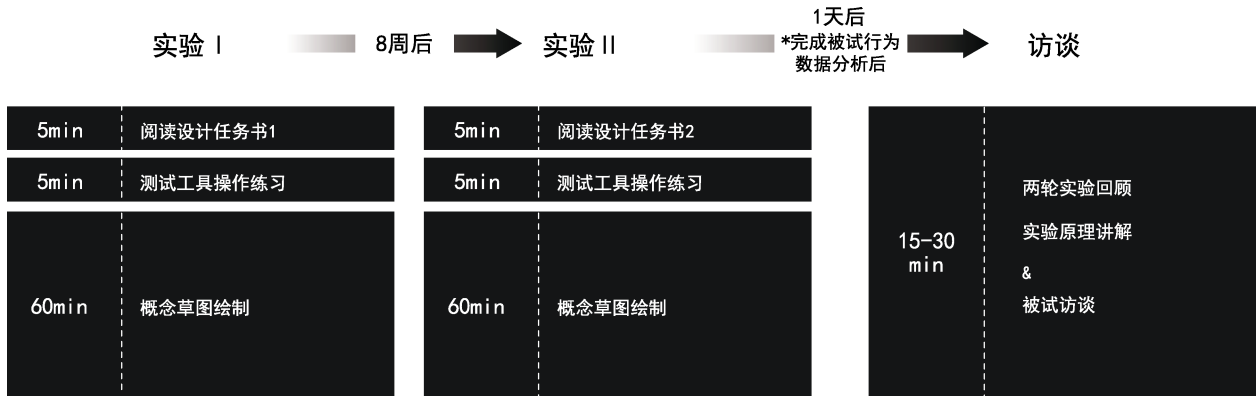 实验 Ⅰ
8周后
实验Ⅱ
1天后
*完成被试行为
数据分析后
访谈
5min
阅读设计任务书1
5min
测试工具操作练习
60min
概念草图绘制
5min
阅读设计任务书2
5min
测试工具操作练习
60min
概念草图绘制
15-30
min
两轮实验回顾
实验原理讲解
&
被试访谈